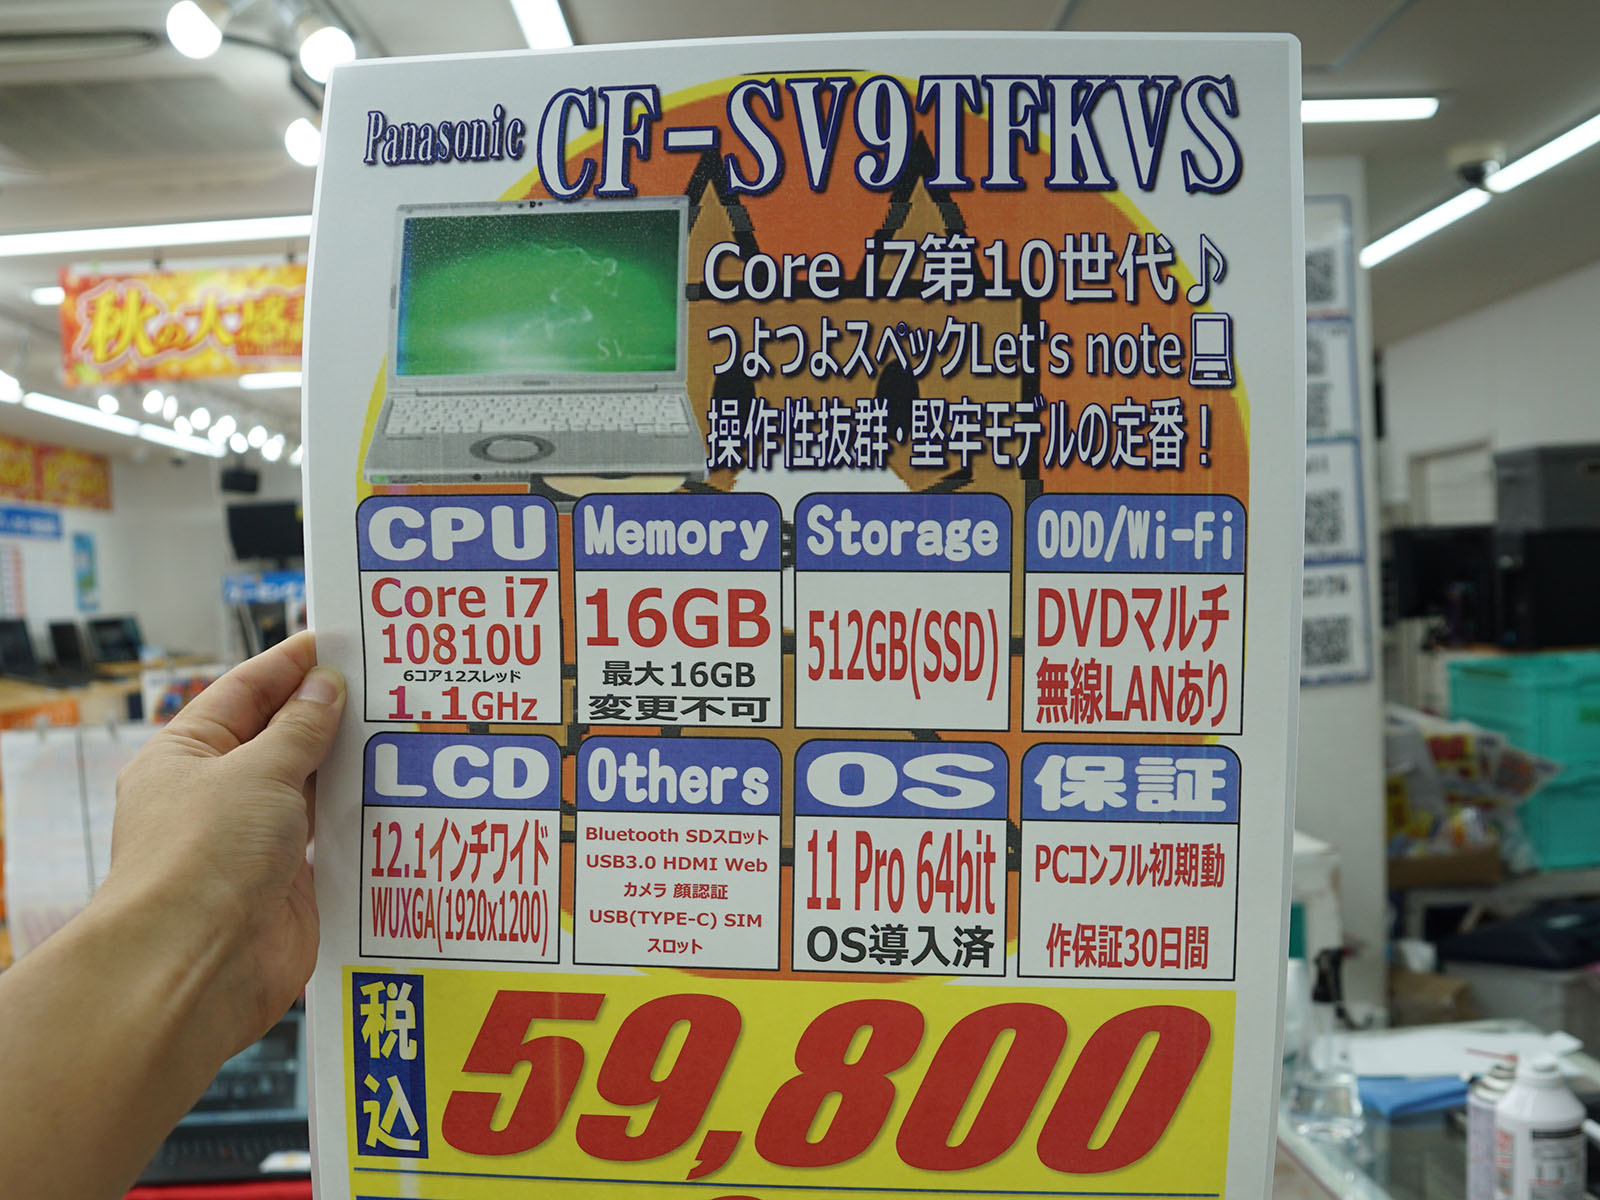 Panasonic CF-SV9TFKVS
Core i7第10世代♪
つよつよスペックLet's note
操作性抜群・堅牢モデルの定番！
SV
CPU
Core i7
10810U
6コア12スレッド
1.1GHz
Memory
16GB
最大16GB
変更不可
Storage
512GB(SSD)
ODD/Wi-Fi
DVDマルチ
無線LANあり
LCD
12.1インチワイド
WUXGA(1920x1200)
Others
Bluetooth SDスロット
USB3.0 HDMI Web
カメラ 顔認証
USB(TYPE-C) SIM
スロット
OS
11 Pro 64bit
OS導入済
保証
PCコンフル初期動
作保証30日間
税込
59,800
秋の大感